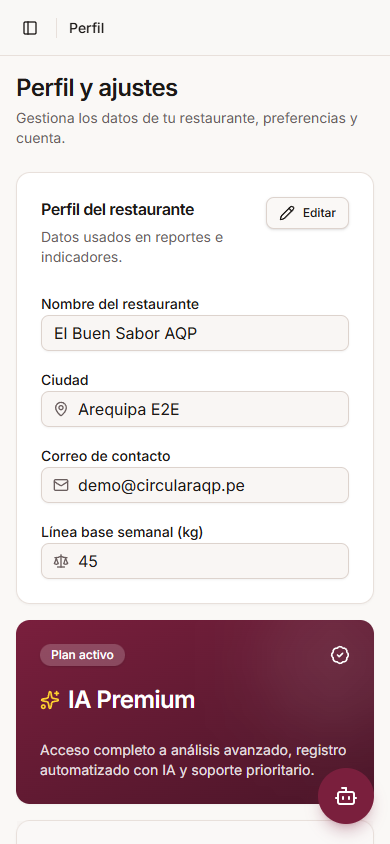 Perfil
Perfil y ajustes
Gestiona los datos de tu restaurante, preferencias y
cuenta.
Perfil del restaurante
Editar
Datos usados en reportes e
indicadores.
Nombre del restaurante
El Buen Sabor AQP
Ciudad
Arequipa E2E
Correo de contacto
demo@circularaqp.pe
Línea base semanal (kg)
45
Plan activo
IA Premium
Acceso completo a análisis avanzado, registro
automatizado con IA y soporte prioritario.